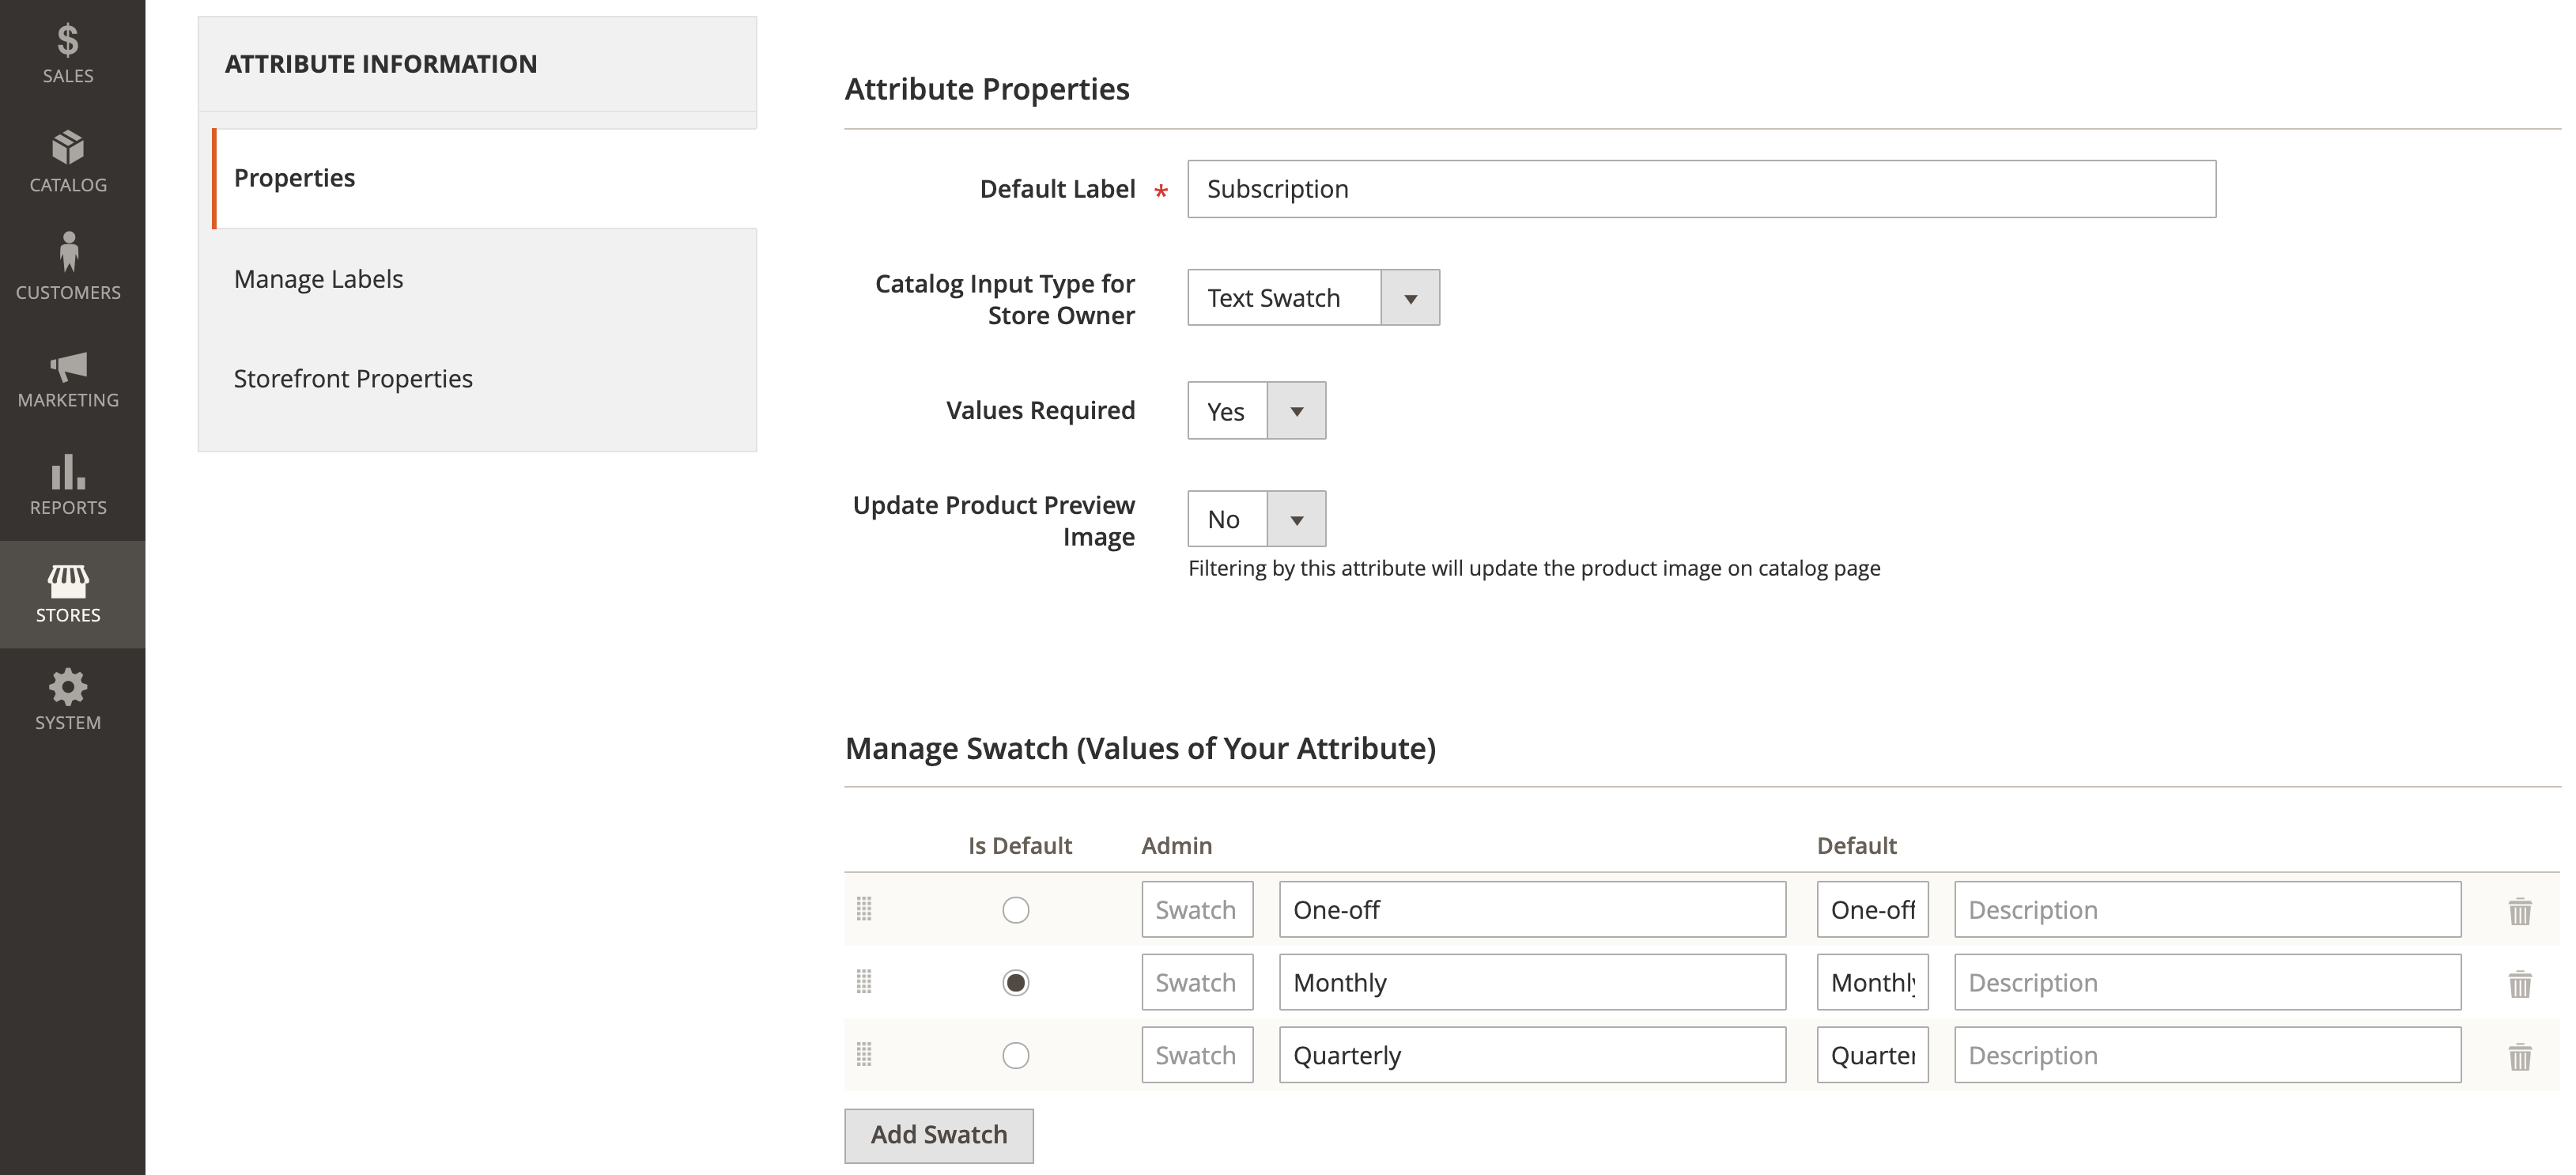 SALES
CATALOG
CUSTOMERS
MARKETING
REPORTS
STORES
SYSTEM
ATTRIBUTE INFORMATION
Properties
Manage Labels
Storefront Properties
Attribute Properties
Default Label * Subscription
Catalog Input Type for
Store Owner
Text Swatch
Values Required Yes
Update Product Preview
Image
No
Filtering by this attribute will update the product image on catalog page
Manage Swatch (Values of Your Attribute)
Is Default Admin Default
Swatch One-off One-off Description
Swatch Monthly Monthly Description
Swatch Quarterly Quarter Description
Add Swatch